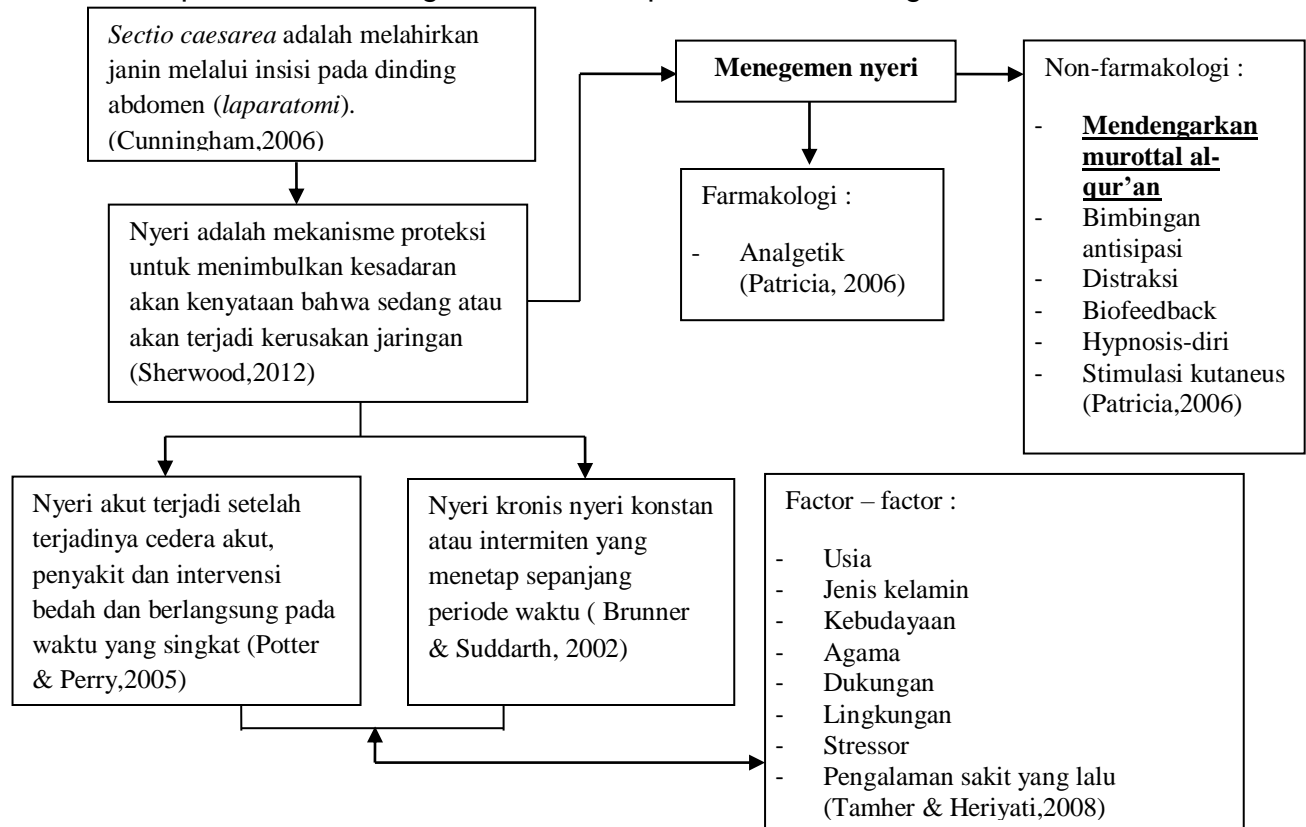 Sectio caesarea adalah melahirkan
janin melalui insisi pada dinding
abdomen (laparatomi).
(Cunningham,2006)
Menegemen nyeri
Non-farmakologi :
- Mendengarkan
murottal al-
qur’an
- Bimbingan
antisipasi
- Distraksi
- Biofeedback
- Hypnosis-diri
- Stimulasi kutaneus
(Patricia,2006)
Farmakologi :
- Analgetik
(Patricia, 2006)
Nyeri adalah mekanisme proteksi
untuk menimbulkan kesadaran
akan kenyataan bahwa sedang atau
akan terjadi kerusakan jaringan
(Sherwood,2012)
Nyeri akut terjadi setelah
terjadinya cedera akut,
penyakit dan intervensi
bedah dan berlangsung pada
waktu yang singkat (Potter
& Perry,2005)
Nyeri kronis nyeri konstan
atau intermiten yang
menetap sepanjang
periode waktu ( Brunner
& Suddarth, 2002)
Factor – factor :
- Usia
- Jenis kelamin
- Kebudayaan
- Agama
- Dukungan
- Lingkungan
- Stressor
- Pengalaman sakit yang lalu
(Tamher & Heriyati,2008)